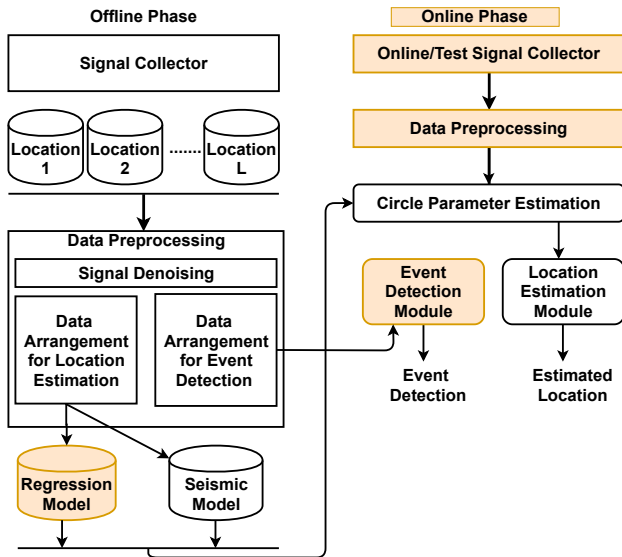 Offline Phase
Signal Collector
Location
1
Location
2
.......
Location
L
Data Preprocessing
Signal Denoising
Data
Arrangement
for Location
Estimation
Data
Arrangement
for Event
Detection
Regression
Model
Seismic
Model
Online Phase
Online/Test Signal Collector
Data Preprocessing
Circle Parameter Estimation
Event
Detection
Module
Location
Estimation
Module
Event
Detection
Estimated
Location